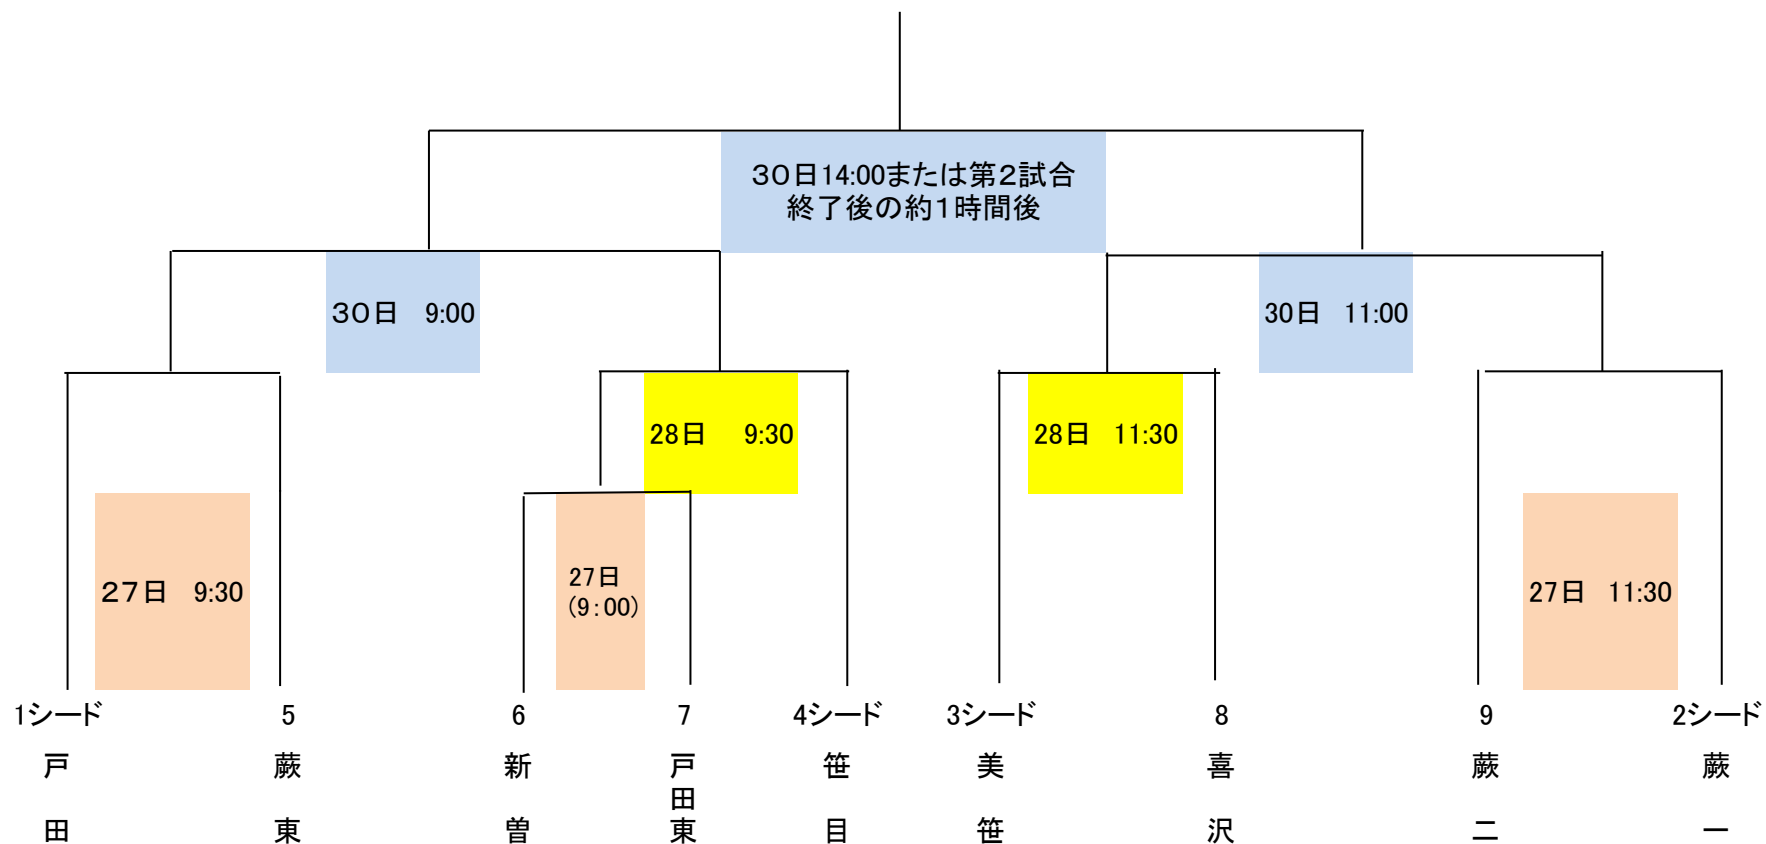 ３０日14:00または第２試合
終了後の約１時間後
３０日　9:00
30日　11:00
28日　 9:30
28日　11:30
２７日　9:30
27日
(9：00)
27日　11:30
1シード
5
6
7
4シード
3シード
8
9
2シード
戸田
蕨東
新曽
戸田東
笹目
美笹
喜沢
蕨二
蕨一